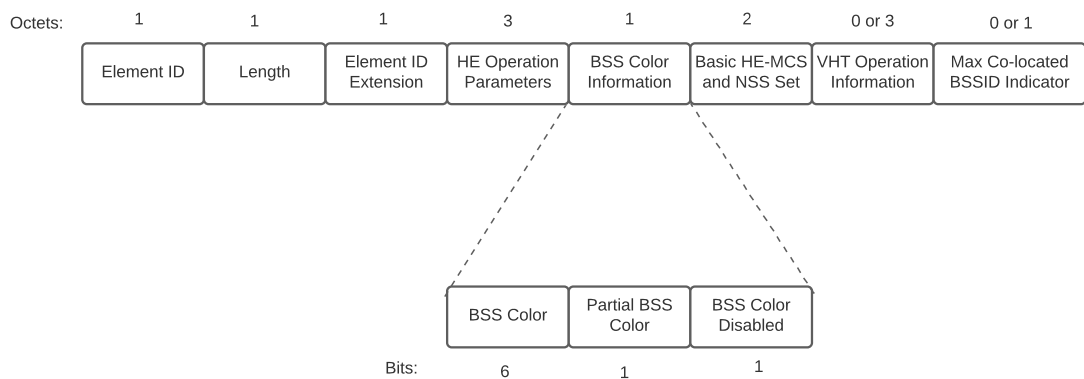 Octets: 1 1 1 3 1 2 0 or 3 0 or 1
Element ID
Length
Element ID
Extension
HE Operation
Parameters
BSS Color
Information
Basic HE-MCS
and NSS Set
VHT Operation
Information
Max Co-located
BSSID Indicator
BSS Color
Partial BSS
Color
BSS Color
Disabled
Bits: 6 1 1